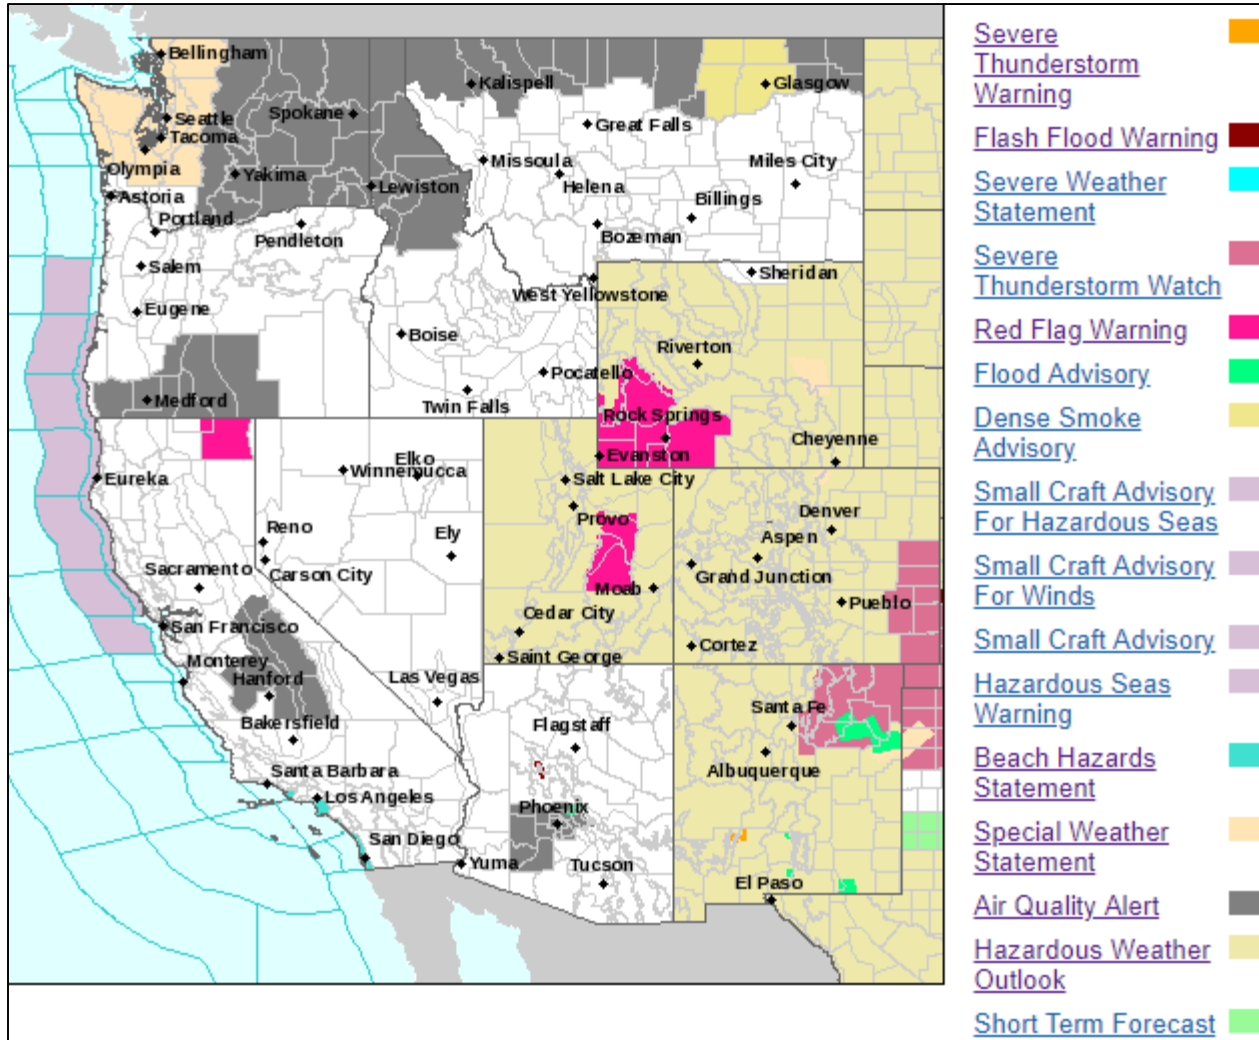 Bellingham
Kalispell
Glasgow
Seattle
Spokane
Tacoma
Great Falls
Olympia
Missoula
Miles City
Yakima
Lewiston
Helena
Astoria
Billings
Portland
Pendleton
Bozeman
Salem
Sheridan
West Yellowstone
Eugene
Boise
Riverton
Pocatello
Medford
Twin Falls
Rock Springs
Cheyenne
Elko
Evanston
Winnemucca
Eureka
Salt Lake City
Provo
Denver
Reno
Ely
Aspen
Sacramento
Carson City
Grand Junction
Moab
Pueblo
Cedar City
San Francisco
Cortez
Saint George
Monterey
Hanford
Las Vegas
Santa Fe
Bakersfield
Flagstaff
Albuquerque
Santa Barbara
Los Angeles
Phoenix
San Diego
Yuma
Tucson
El Paso
Severe
Thunderstorm
Warning
Flash Flood Warning
Severe Weather
Statement
Severe
Thunderstorm Watch
Red Flag Warning
Flood Advisory
Dense Smoke
Advisory
Small Craft Advisory
For Hazardous Seas
Small Craft Advisory
For Winds
Small Craft Advisory
Hazardous Seas
Warning
Beach Hazards
Statement
Special Weather
Statement
Air Quality Alert
Hazardous Weather
Outlook
Short Term Forecast